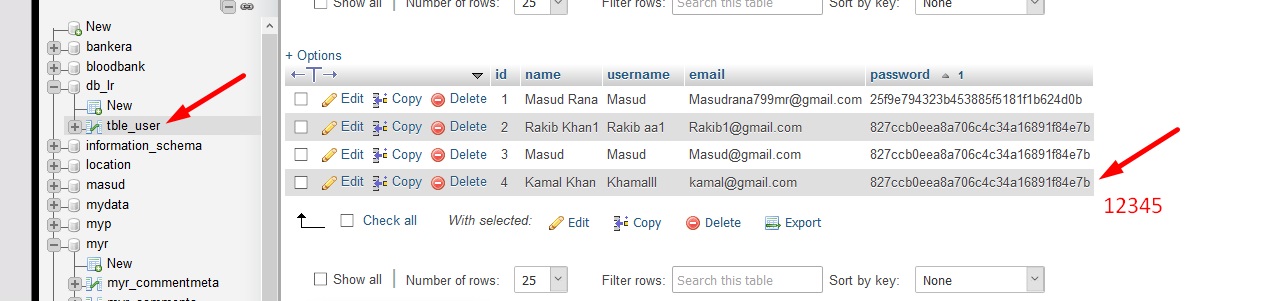 Show all Number of rows: 25 Filter rows: Search this table Sort by key: None
New
bankera
bloodbank
db_lr
New
tble_user
information_schema
location
masud
mydata
myp
myr
New
myr_commentmeta
+ Options
←T→ id name username email password 1
Edit Copy Delete 1 Masud Rana Masud Masudrana799mr@gmail.com 25f9e794323b453885f5181f1b624d0b
Edit Copy Delete 2 Rakib Khan1 Rakib aa1 Rakib1@gmail.com 827ccb0eea8a706c4c34a16891f84e7b
Edit Copy Delete 3 Masud Masud Masud@gmail.com 827ccb0eea8a706c4c34a16891f84e7b
Edit Copy Delete 4 Kamal Khan Khamalll kamal@gmail.com 827ccb0eea8a706c4c34a16891f84e7b
12345
Check all With selected: Edit Copy Delete Export
Show all Number of rows: 25 Filter rows: Search this table Sort by key: None